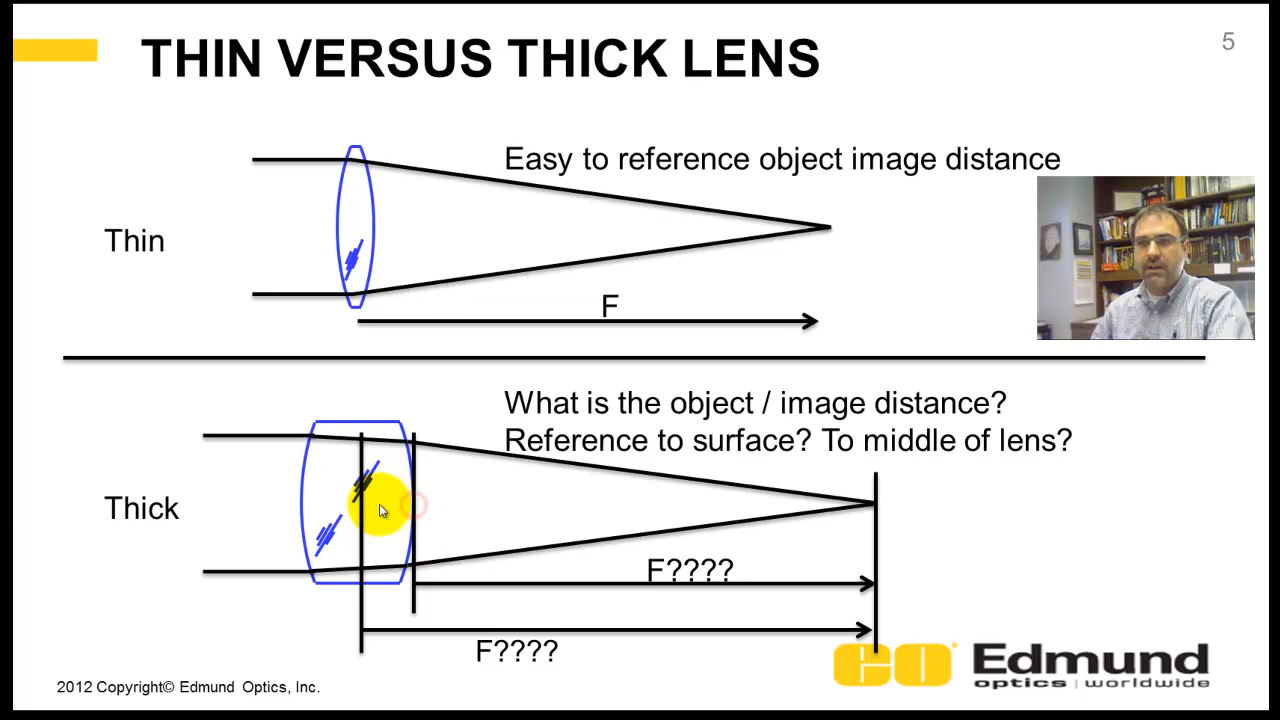 THIN VERSUS THICK LENS
5
Easy to reference object image distance
Thin
F
What is the object / image distance?
Reference to surface? To middle of lens?
Thick
F????
F????
EO
Edmund
optics | worldwide
2012 Copyright© Edmund Optics, Inc.